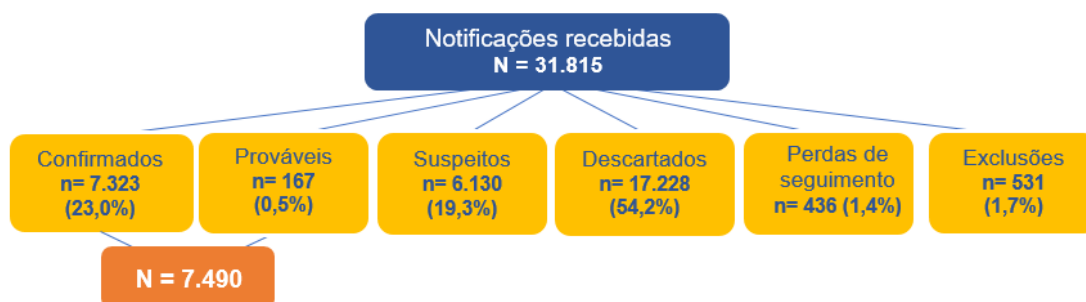 Notificações recebidas
N = 31.815
Confirmados
n= 7.323
(23,0%)
Prováveis
n= 167
(0,5%)
Suspeitos
n= 6.130
(19,3%)
Descartados
n= 17.228
(54,2%)
Perdas de
seguimento
n= 436 (1,4%)
Exclusões
n= 531
(1,7%)
N = 7.490